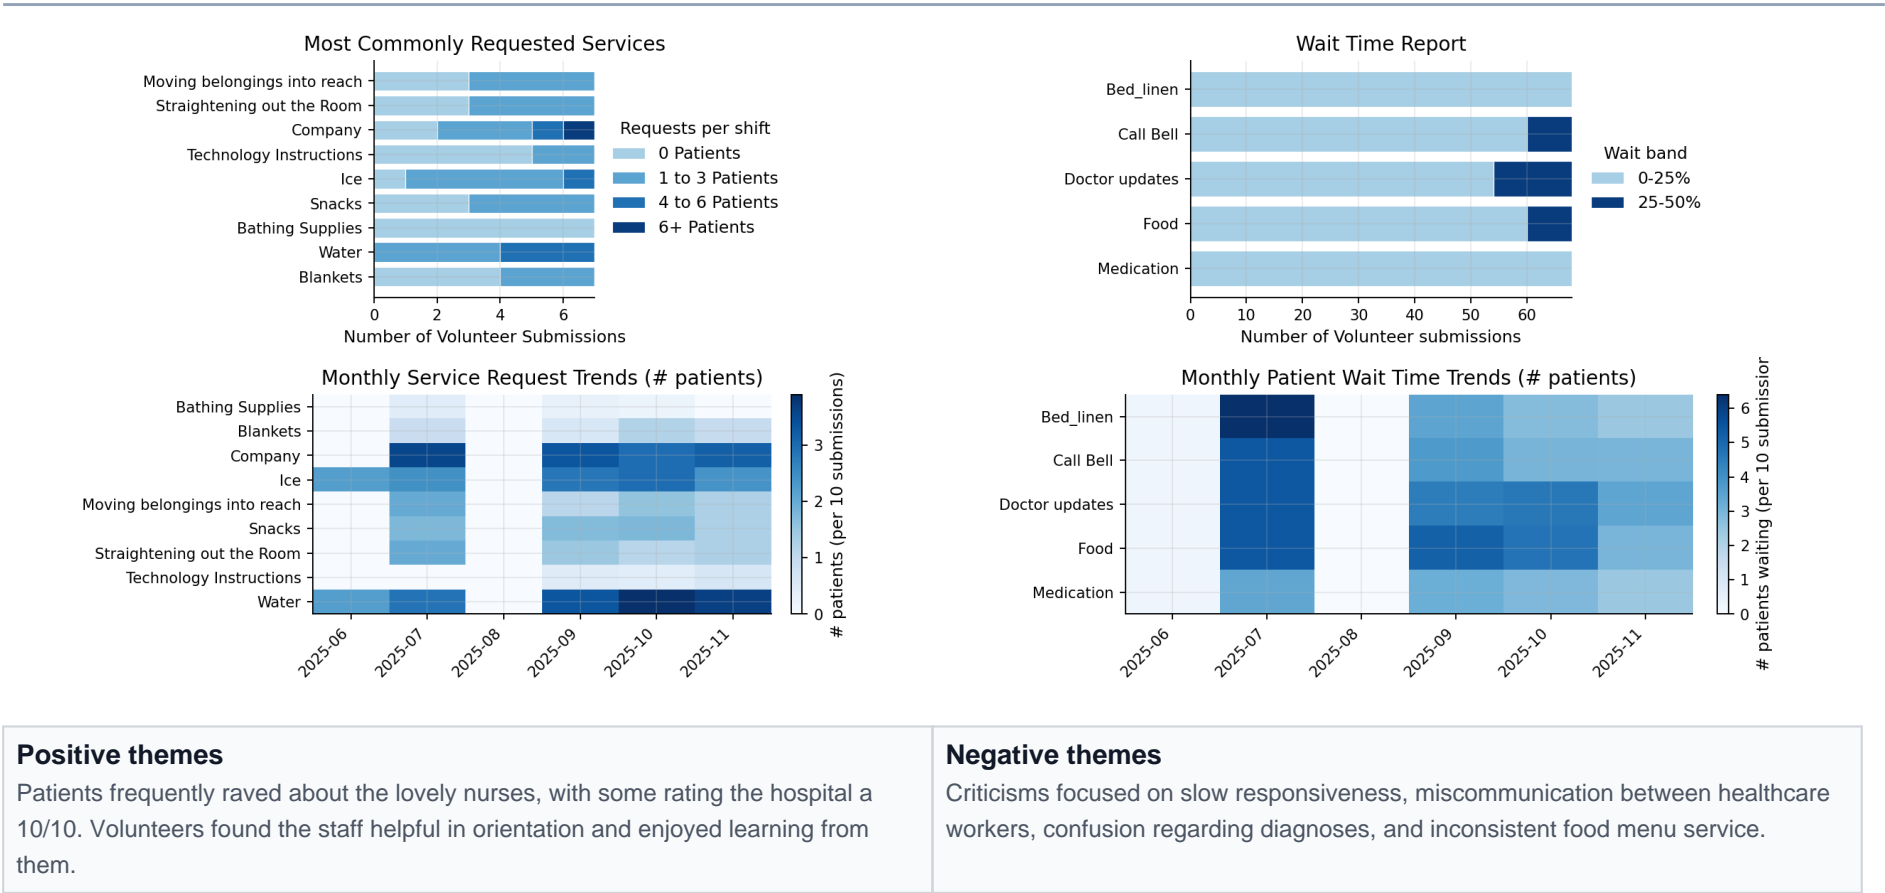 Most Commonly Requested Services
Moving belongings into reach
Straightening out the Room
Company
Technology Instructions
Ice
Snacks
Bathing Supplies
Water
Blankets
0 2 4 6
Number of Volunteer Submissions
Requests per shift
0 Patients
1 to 3 Patients
4 to 6 Patients
6+ Patients
Wait Time Report
Bed_linen
Call Bell
Doctor updates
Food
Medication
0 10 20 30 40 50 60
Number of Volunteer submissions
Wait band
0-25%
25-50%
Monthly Service Request Trends (# patients)
Bathing Supplies
Blankets
Company
Ice
Moving belongings into reach
Snacks
Straightening out the Room
Technology Instructions
Water
2025-06 2025-07 2025-08 2025-09 2025-10 2025-11
3
2
1
0
# patients (per 10 submissions)
Monthly Patient Wait Time Trends (# patients)
Bed_linen
Call Bell
Doctor updates
Food
Medication
2025-06 2025-07 2025-08 2025-09 2025-10 2025-11
6
5
4
3
2
1
0
# patients waiting (per 10 submission
Positive themes
Patients frequently raved about the lovely nurses, with some rating the hospital a
10/10. Volunteers found the staff helpful in orientation and enjoyed learning from
them.
Negative themes
Criticisms focused on slow responsiveness, miscommunication between healthcare
workers, confusion regarding diagnoses, and inconsistent food menu service.